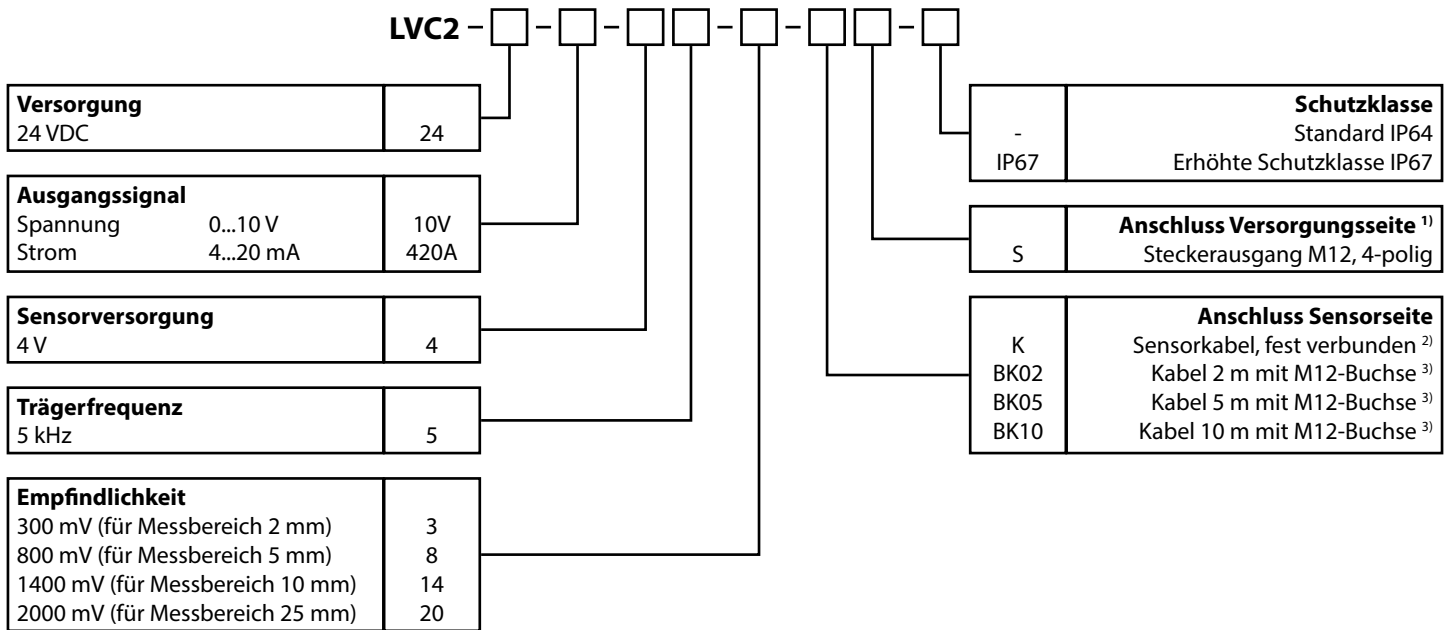 LVC2 – – – – – –
Versorgung
24 VDC 24
Ausgangssignal
Spannung 0...10 V 10V
Strom 4...20 mA 420A
Sensorversorgung
4 V 4
Trägerfrequenz
5 kHz 5
Empfindlichkeit
300 mV (für Messbereich 2 mm) 3
800 mV (für Messbereich 5 mm) 8
1400 mV (für Messbereich 10 mm) 14
2000 mV (für Messbereich 25 mm) 20
Schutzklasse
- Standard IP64
IP67 Erhöhte Schutzklasse IP67
Anschluss Versorgungsseite 1)
S Steckerausgang M12, 4-polig
Anschluss Sensorseite
K Sensorkabel, fest verbunden 2)
BK02 Kabel 2 m mit M12-Buchse 3)
BK05 Kabel 5 m mit M12-Buchse 3)
BK10 Kabel 10 m mit M12-Buchse 3)